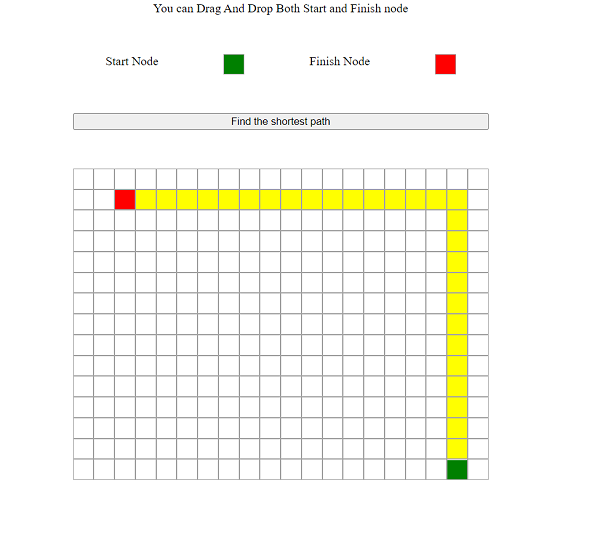 You can Drag And Drop Both Start and Finish node
Start Node Finish Node
Find the shortest path